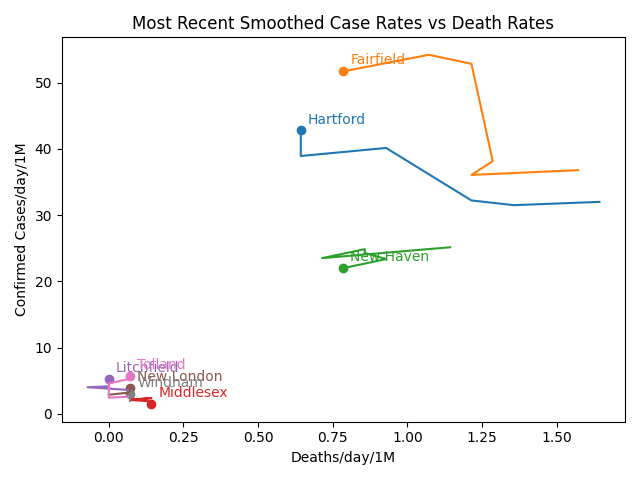 Most Recent Smoothed Case Rates vs Death Rates
Confirmed Cases/day/1M
50
40
30
20
10
0
Fairfield
Hartford
New Haven
Tolland
Litchfield
New London
Windham
Middlesex
0.00 0.25 0.50 0.75 1.00 1.25 1.50
Deaths/day/1M